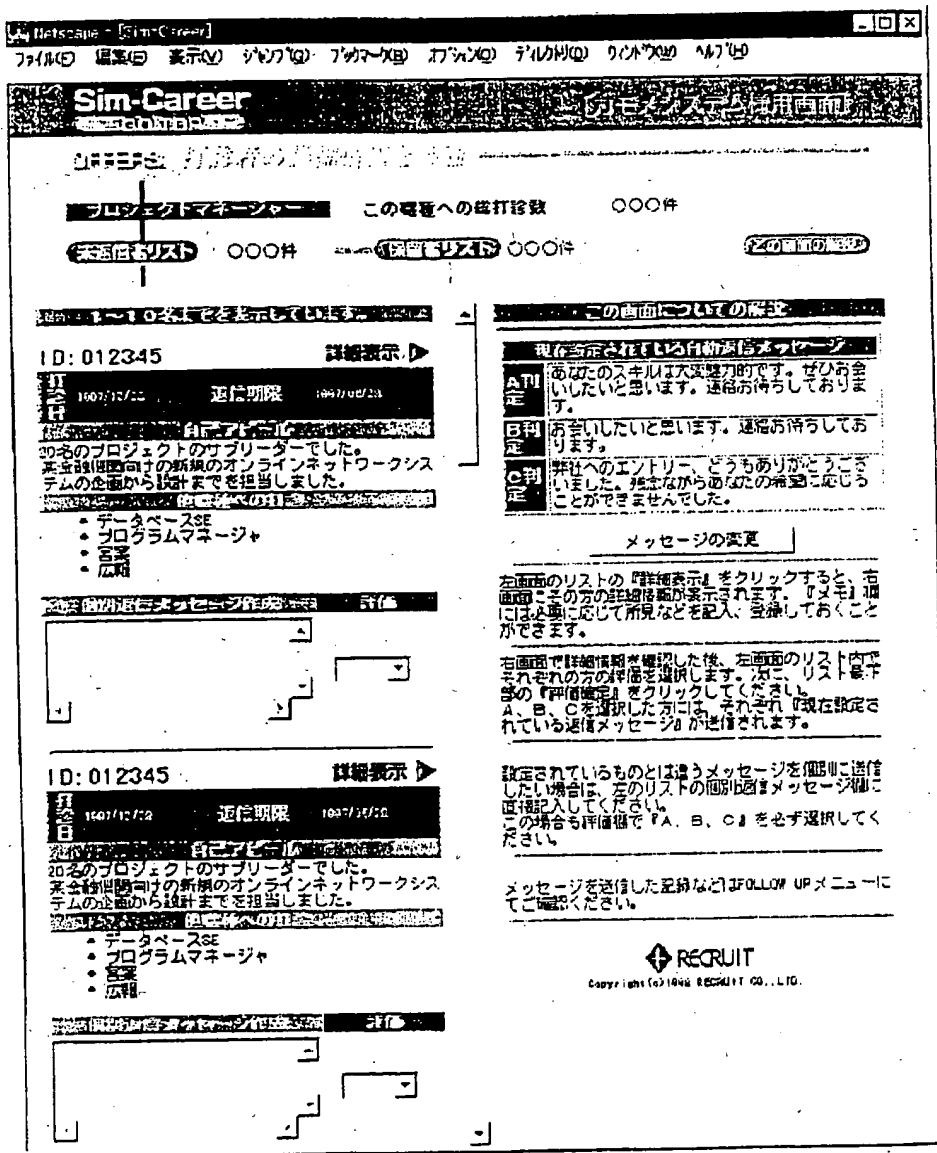 Netscape - [Sim-Career]
ファイル(F) 編集(E) 表示(V) ジャンプ(G) ブックマーク(B) オプション(O) ディレクトリ(D) ウィンドウ(W) ヘルプ(H)
Sim-Career
プロジェクトマネージャー この職種への総打診数 ○○○件
未返信者リスト ○○○件 保留者リスト ○○○件 この画面の解説
1〜10名までを表示しています。
ID: 012345 詳細表示
打診日 返信期限
自己アピール
20名のプロジェクトのサブリーダーでした。
某金融機関向けの新規のオンラインネットワークシス
テムの企画から設計までを担当しました。
データベースSE
プログラムマネージャ
営業
広報
個別返信メッセージ作成 評価
ID: 012345 詳細表示
打診日 返信期限
自己アピール
20名のプロジェクトのサブリーダーでした。
某金融機関向けの新規のオンラインネットワークシス
テムの企画から設計までを担当しました。
データベースSE
プログラムマネージャ
営業
広報
個別返信メッセージ作成 評価
この画面についての解説
現在設定されている自動返信メッセージ
A判定 あなたのスキルは大変魅力的です。ぜひお会
いしたいと思います。連絡お待ちしておりま
す。
B判定 お会いしたいと思います。連絡お待ちしてお
ります。
C判定 弊社へのエントリー、どうもありがとうござ
いました。残念ながらあなたの希望に応じる
ことができませんでした。
メッセージの変更
左画面のリストの『詳細表示』をクリックすると、右
画面にその方の詳細情報が表示されます。『メモ』欄
には必要に応じて所見などを記入、登録しておくこと
ができます。
右画面で詳細情報を確認した後、左画面のリスト内で
それぞれの方の評価を選択します。次に、リスト最下
部の『評価確定』をクリックしてください。
A、B、Cを選択した方には、それぞれ『現在設定さ
れている返信メッセージ』が送信されます。
設定されているものとは違うメッセージを個別に送信
したい場合は、左のリストの個別返信メッセージ欄に
直接記入してください。
この場合も評価欄で『A、B、C』を必ず選択してく
ださい。
メッセージを送信した記録などはFOLLOW UPメニューに
てご確認ください。
RECRUIT